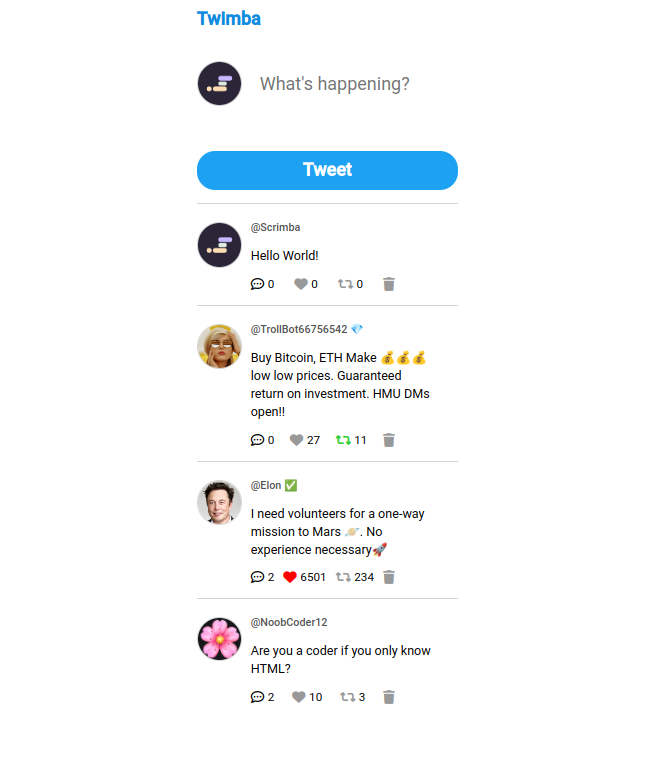 Twimba
What's happening?
Tweet
@Scrimba
Hello World!
0 0 0
@TrollBot66756542 💎
Buy Bitcoin, ETH Make 💰💰💰
low low prices. Guaranteed
return on investment. HMU DMs
open!!
0 27 11
@Elon ✅
I need volunteers for a one-way
mission to Mars 🪐. No
experience necessary🚀
2 6501 234
@NoobCoder12
Are you a coder if you only know
HTML?
2 10 3